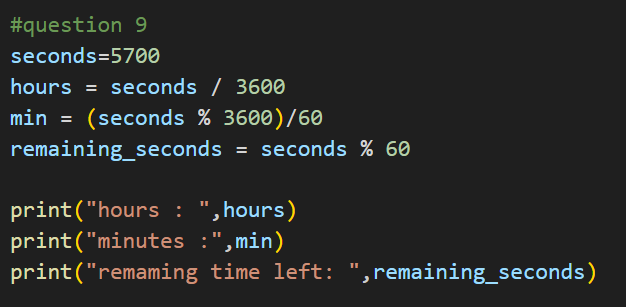 #question 9
seconds=5700
hours = seconds / 3600
min = (seconds % 3600)/60
remaining_seconds = seconds % 60
print("hours : ",hours)
print("minutes :",min)
print("remaming time left: ",remaining_seconds)